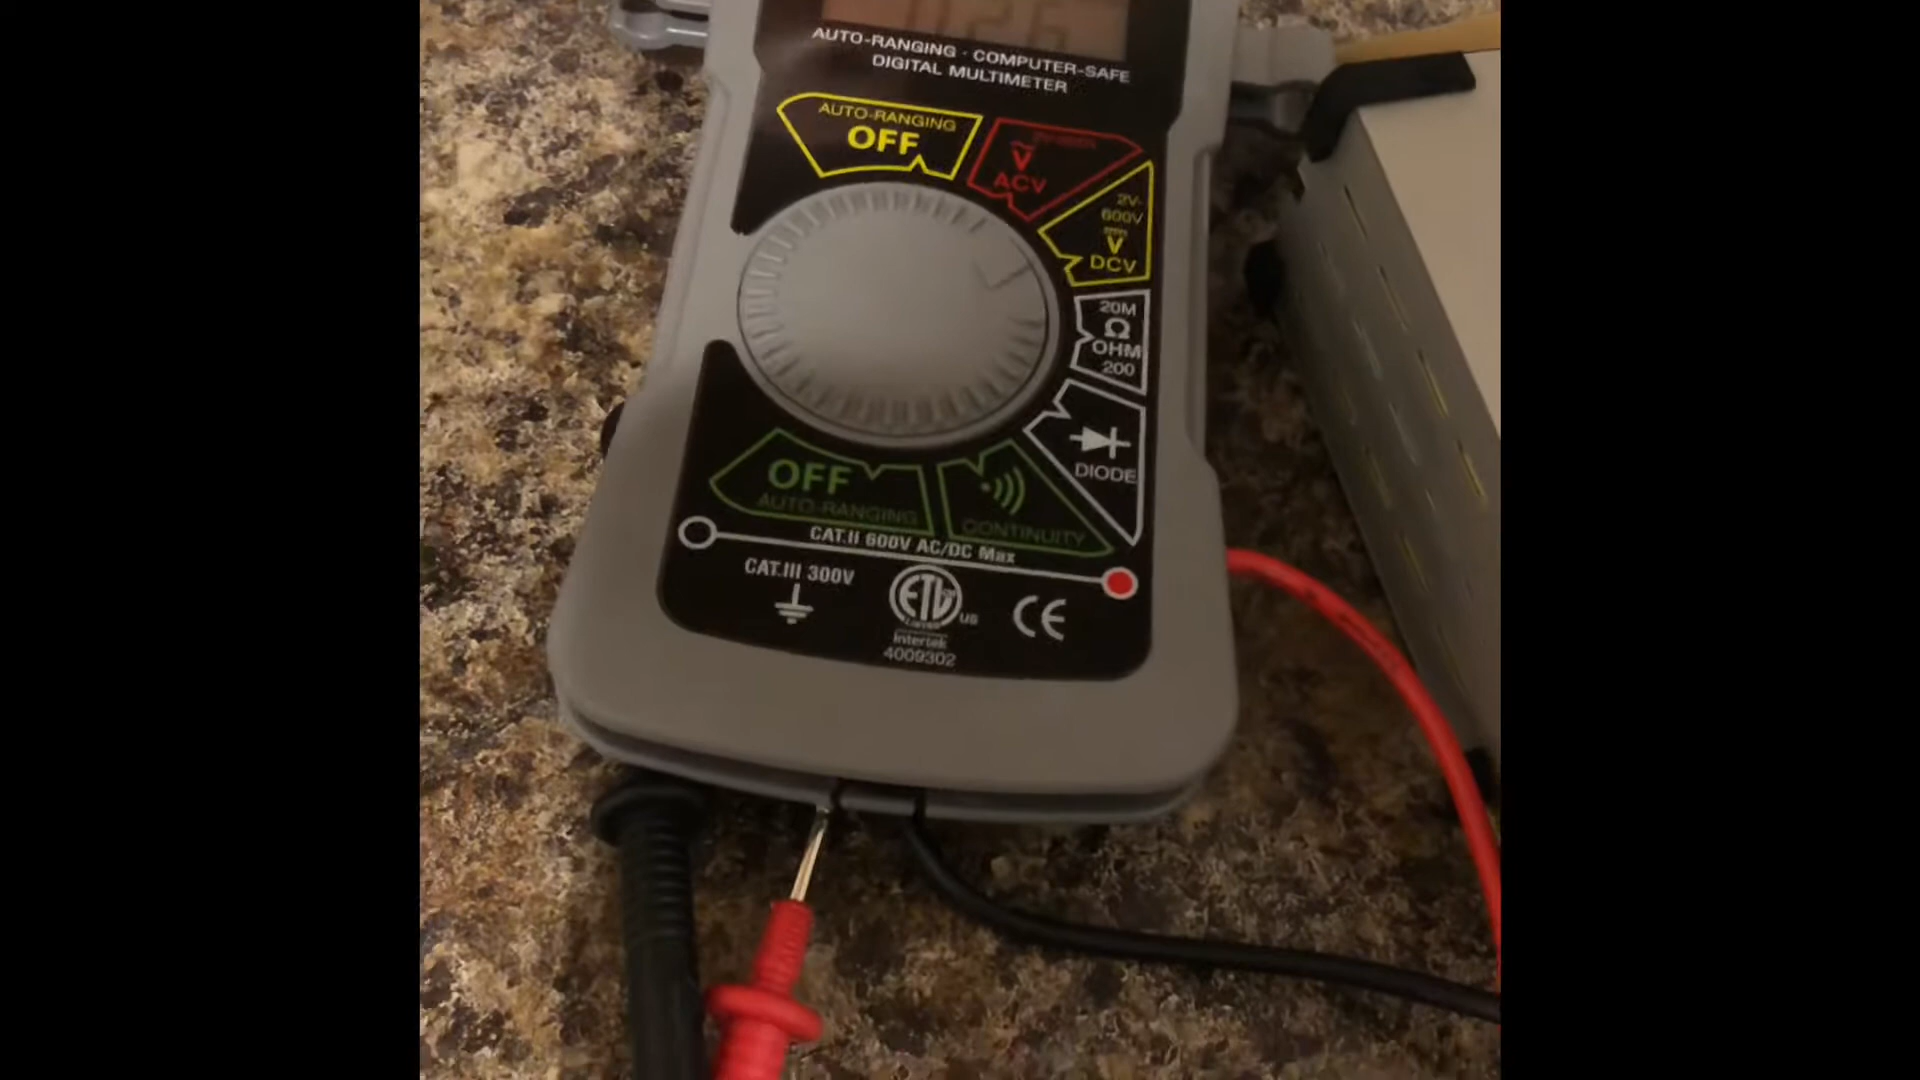 AUTO-RANGING · COMPUTER-SAFE
DIGITAL MULTIMETER
AUTO-RANGING
OFF
V
ACV
2V-
600V
V
DCV
20M
Ω
OHM
200
DIODE
OFF
AUTO-RANGING
CONTINUITY
CAT.II 600V AC/DC Max
CAT.III 300V
ETL
US
Intertek
4009302
CE